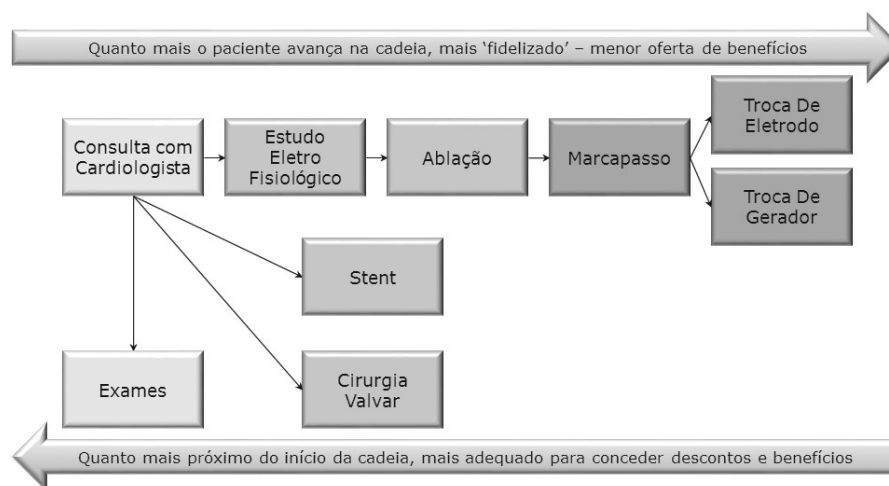 Quanto mais o paciente avança na cadeia, mais ‘fidelizado’ – menor oferta de benefícios
Consulta com
Cardiologista
Estudo
Eletro
Fisiológico
Ablação
Marcapasso
Troca De
Eletrodo
Troca De
Gerador
Stent
Exames
Cirurgia
Valvar
Quanto mais próximo do início da cadeia, mais adequado para conceder descontos e benefícios